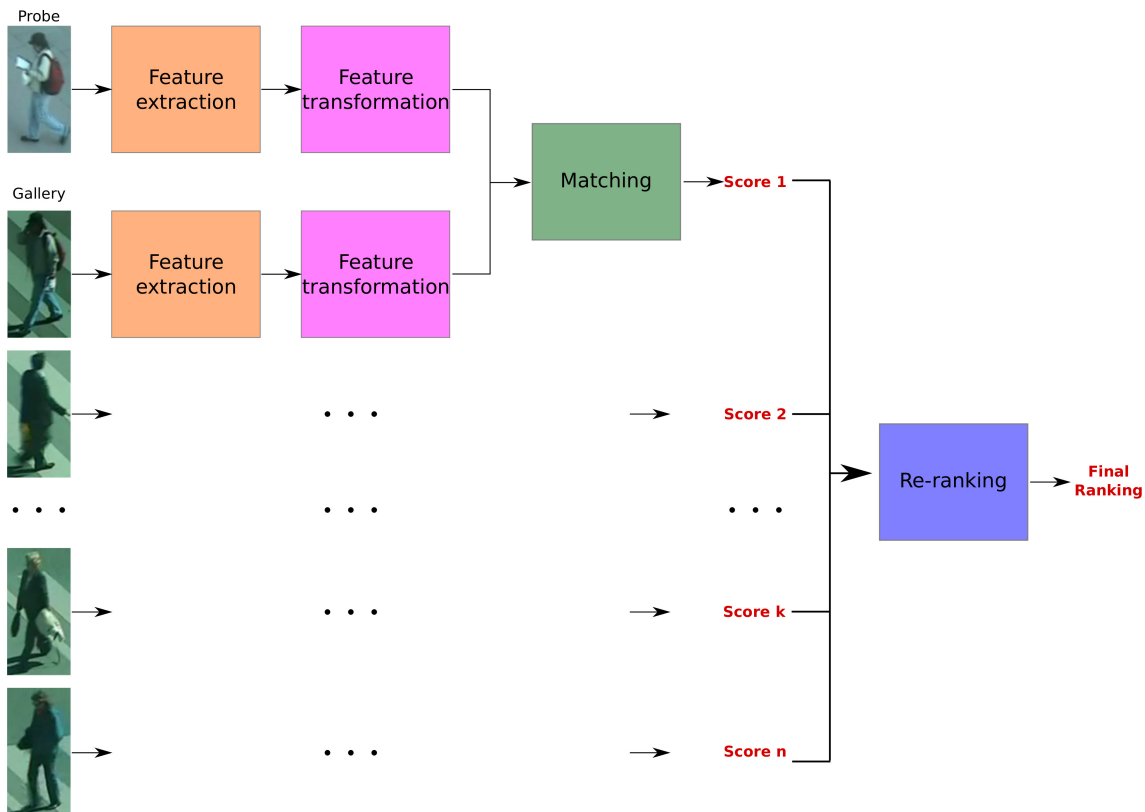 Probe
Feature
extraction
Feature
transformation
Matching
Score 1
Gallery
Feature
extraction
Feature
transformation
Score 2
Re-ranking
Final
Ranking
Score k
Score n